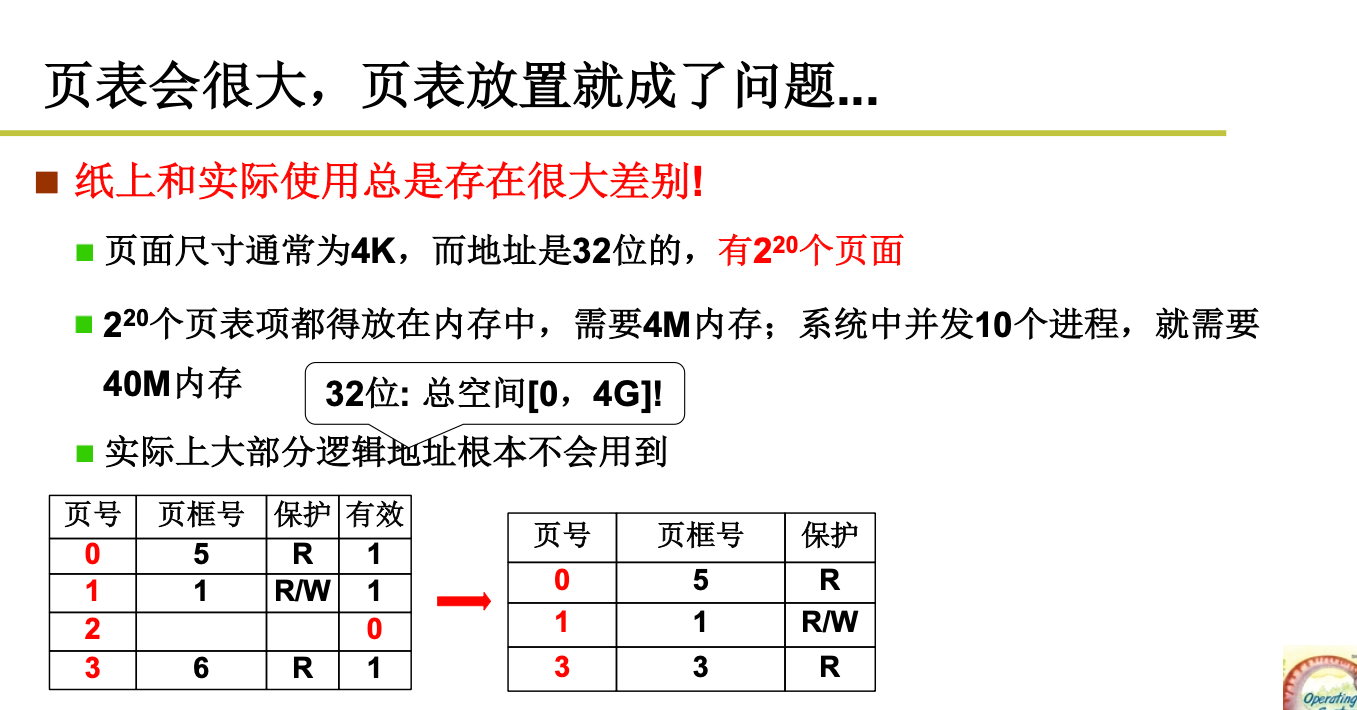 页表会很大，页表放置就成了问题...
纸上和实际使用总是存在很大差别!
页面尺寸通常为4K，而地址是32位的，有2²⁰个页面
2²⁰个页表项都得放在内存中，需要4M内存；系统中并发10个进程，就需要
40M内存
32位: 总空间[0，4G]!
实际上大部分逻辑地址根本不会用到
页号 页框号 保护 有效
0 5 R 1
1 1 R/W 1
2 0
3 6 R 1
页号 页框号 保护
0 5 R
1 1 R/W
3 3 R
Operating